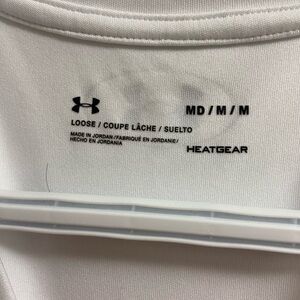 MD / M / M
LOOSE / COUPE LÂCHE / SUELTO
MADE IN JORDAN / FABRIQUÉ EN JORDANIE /
HECHO EN JORDANIA
HEATGEAR